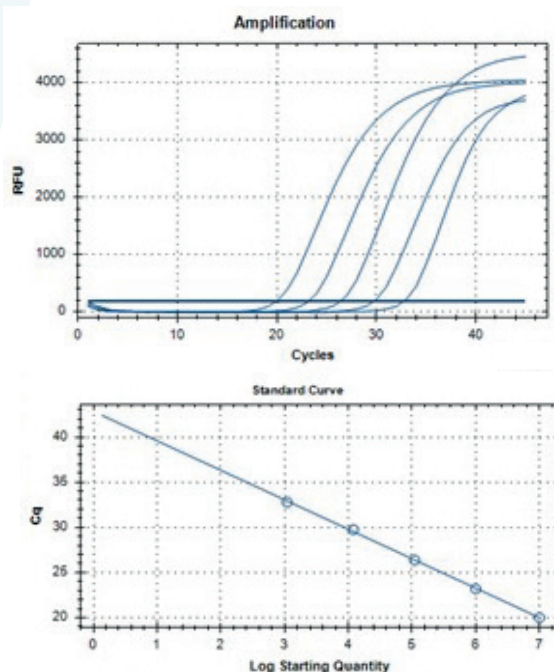 Amplification
4000
3000
2000
1000
0
RFU
0 10 20 30 40
Cycles
Standard Curve
40
35
30
25
20
Cq
0 1 2 3 4 5 6 7
Log Starting Quantity